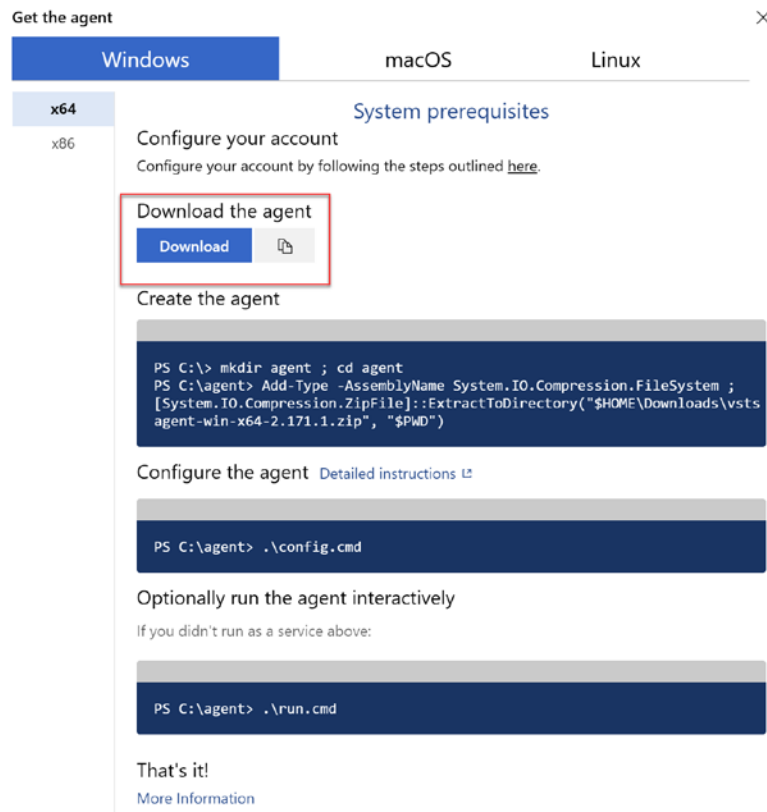 Get the agent
Windows
macOS
Linux
x64
x86
System prerequisites
Configure your account
Configure your account by following the steps outlined here.
Download the agent
Download
Create the agent
PS C:\> mkdir agent ; cd agent
PS C:\agent> Add-Type -AssemblyName System.IO.Compression.FileSystem ;
[System.IO.Compression.ZipFile]::ExtractToDirectory("$HOME\Downloads\vsts
agent-win-x64-2.171.1.zip", "$PWD")
Configure the agent Detailed instructions
PS C:\agent> .\config.cmd
Optionally run the agent interactively
If you didn't run as a service above:
PS C:\agent> .\run.cmd
That's it!
More Information